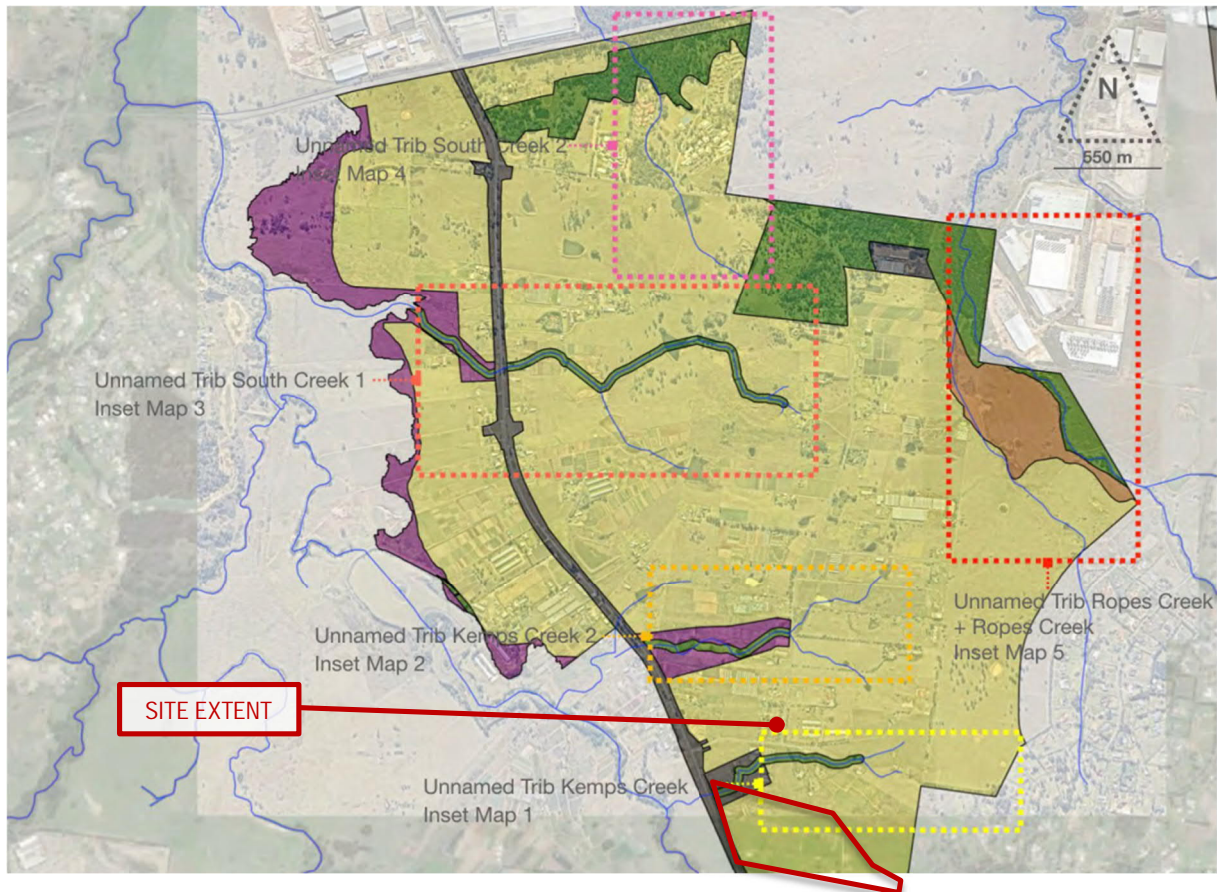 N
550 m
Unnamed Trib South Creek 2
Inset Map 4
Unnamed Trib South Creek 1
Inset Map 3
Unnamed Trib Ropes Creek
+ Ropes Creek
Inset Map 5
Unnamed Trib Kemps Creek 2
Inset Map 2
SITE EXTENT
Unnamed Trib Kemps Creek
Inset Map 1